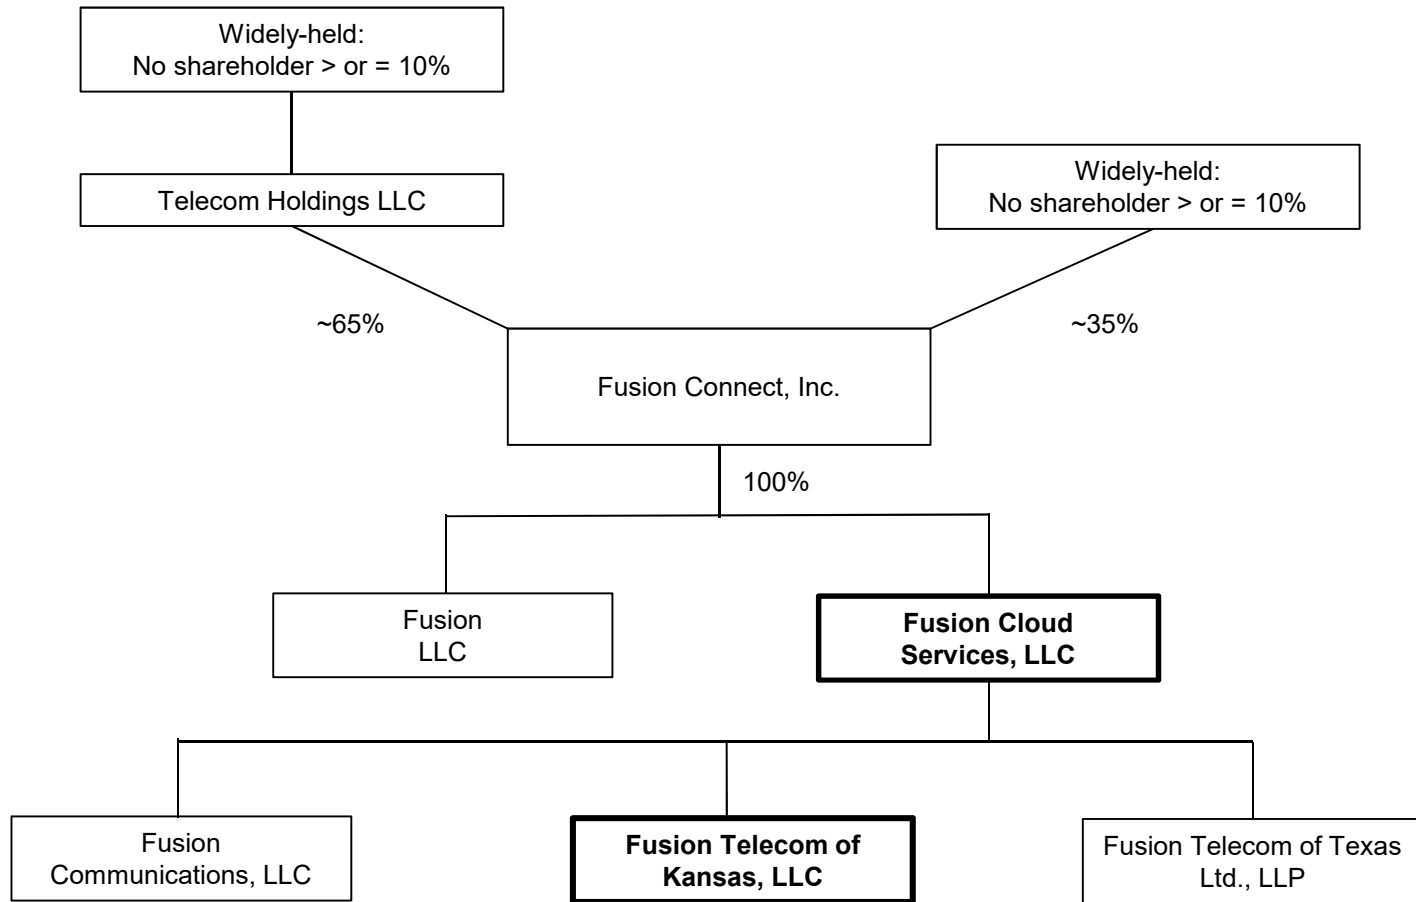 Widely-held:
No shareholder > or = 10%
Telecom Holdings LLC
Widely-held:
No shareholder > or = 10%
~65%
~35%
Fusion Connect, Inc.
100%
Fusion
LLC
Fusion Cloud
Services, LLC
Fusion
Communications, LLC
Fusion Telecom of
Kansas, LLC
Fusion Telecom of Texas
Ltd., LLP